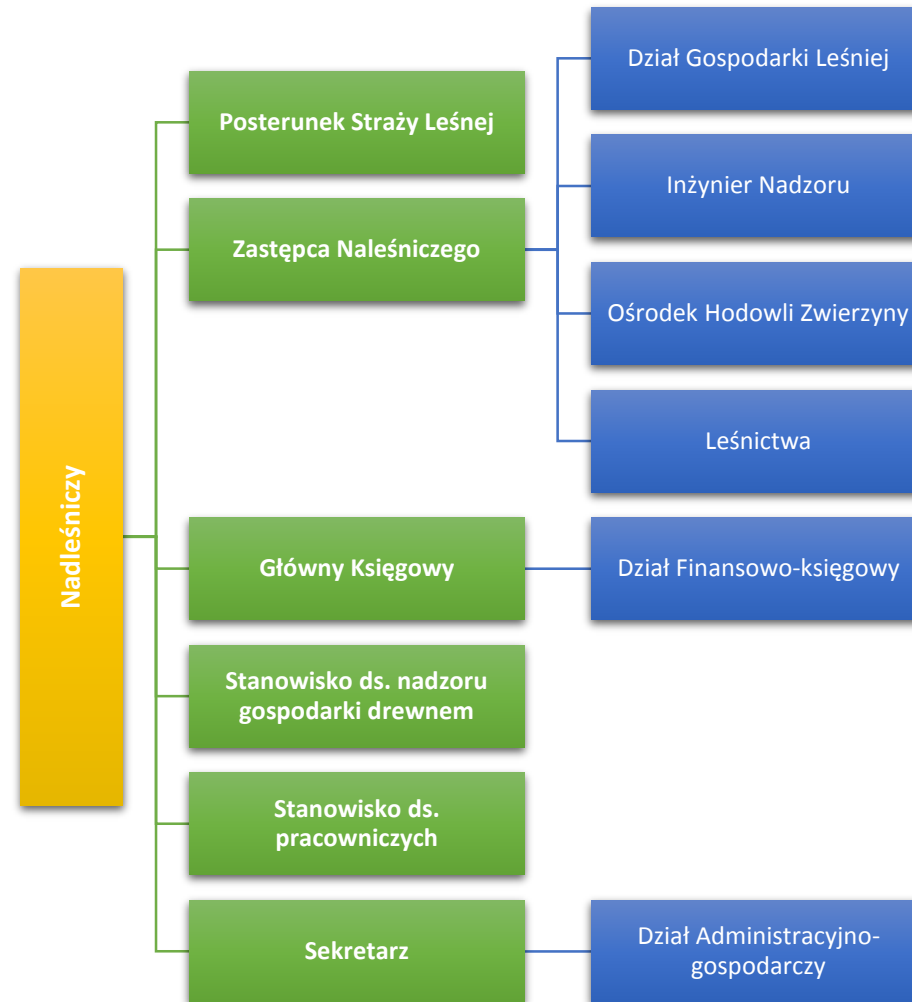 Nadleśniczy
Posterunek Straży Leśnej
Zastępca Naleśniczego
Dział Gospodarki Leśniej
Inżynier Nadzoru
Ośrodek Hodowli Zwierzyny
Leśnictwa
Główny Księgowy
Dział Finansowo-księgowy
Stanowisko ds. nadzoru
gospodarki drewnem
Stanowisko ds.
pracowniczych
Sekretarz
Dział Administracyjno-
gospodarczy